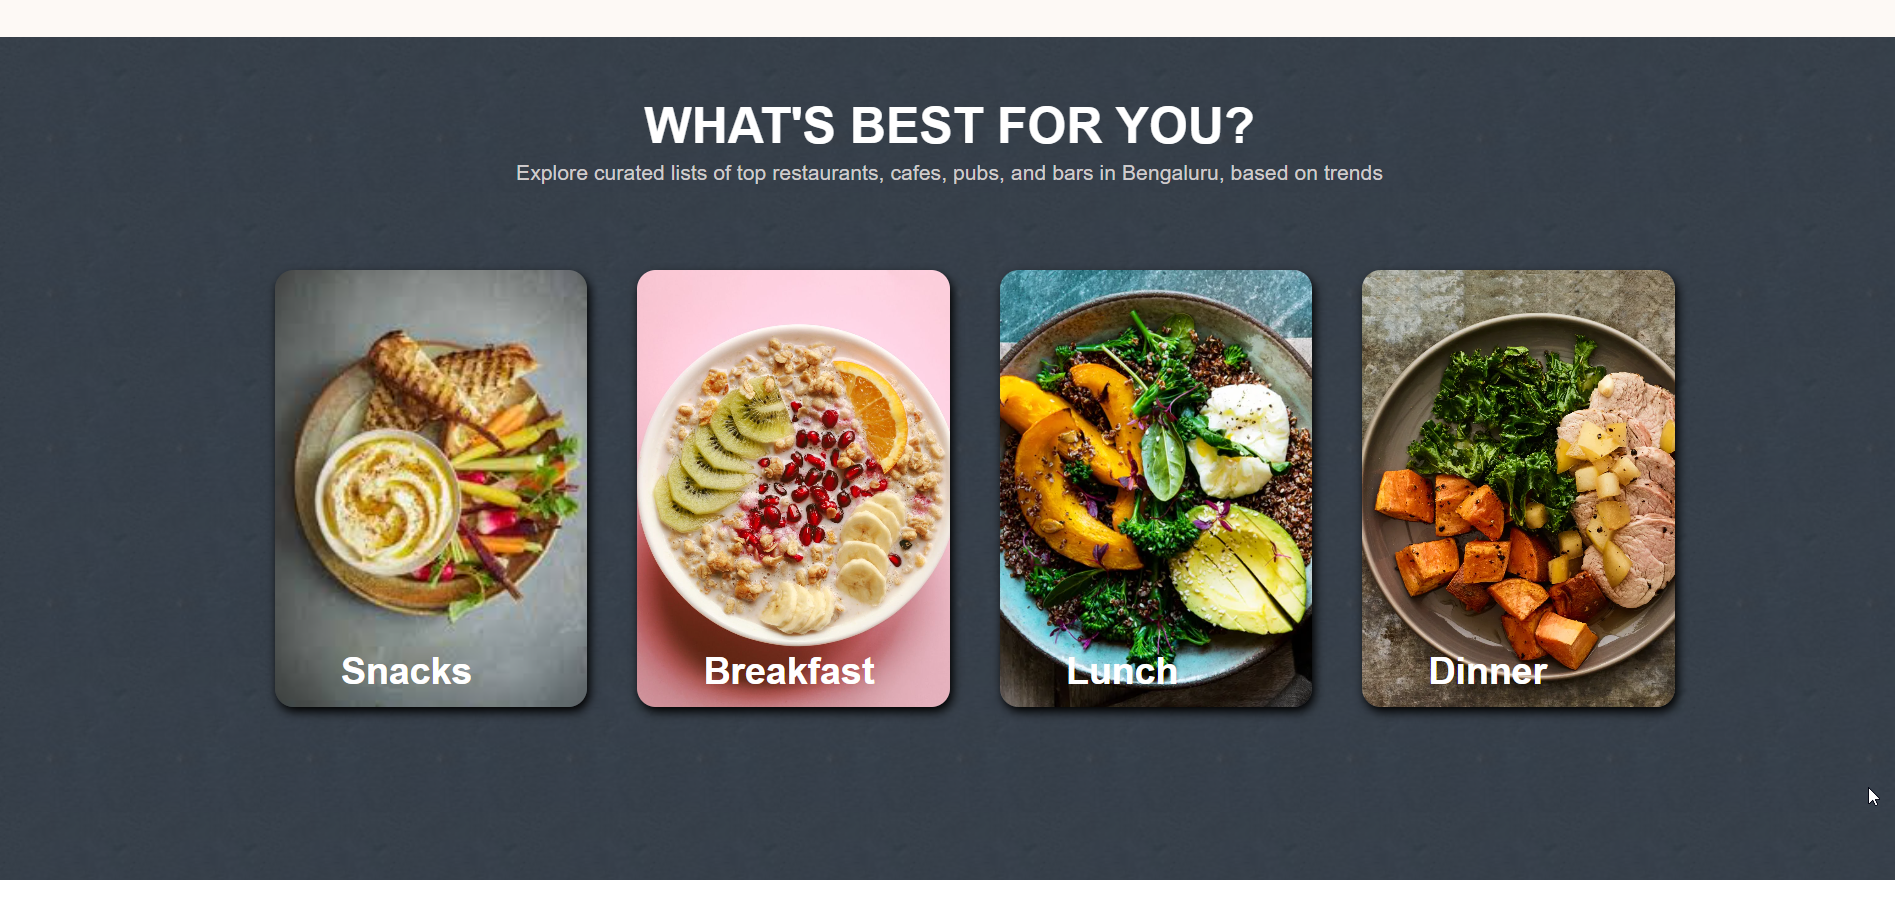 WHAT'S BEST FOR YOU?
Explore curated lists of top restaurants, cafes, pubs, and bars in Bengaluru, based on trends
Snacks
Breakfast
Lunch
Dinner